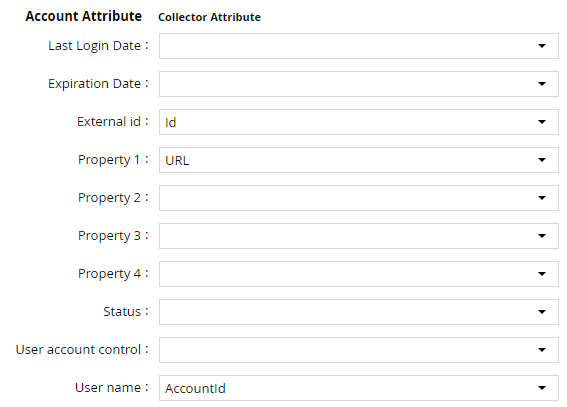 Account Attribute Collector Attribute
Last Login Date :
Expiration Date :
External id : Id
Property 1 : URL
Property 2 :
Property 3 :
Property 4 :
Status :
User account control :
User name : AccountId